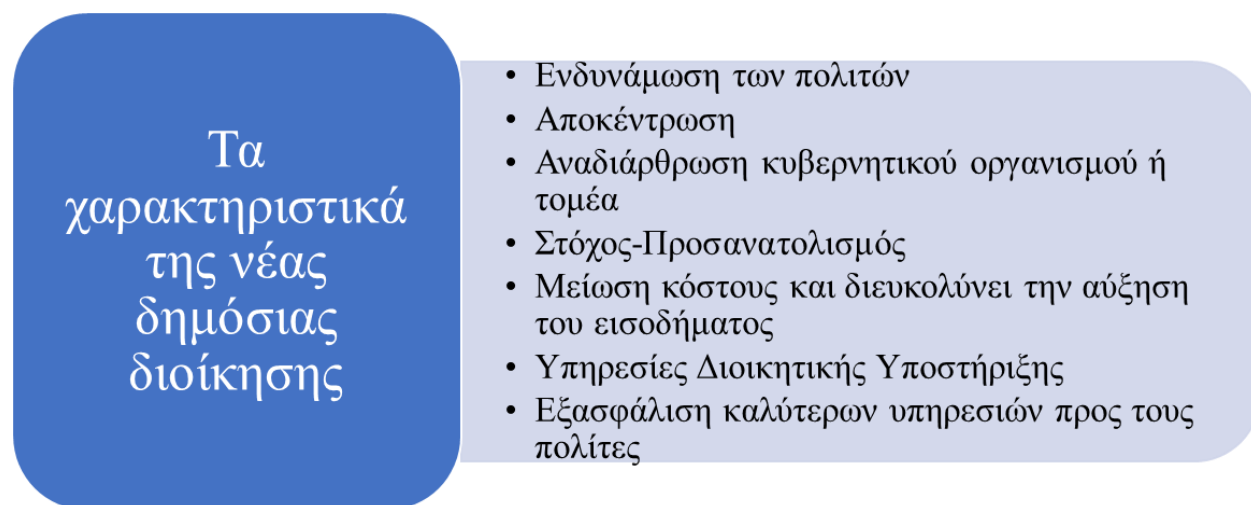 Τα
χαρακτηριστικά
της νέας
δημόσιας
διοίκησης
• Ενδυνάμωση των πολιτών
• Αποκέντρωση
• Αναδιάρθρωση κυβερνητικού οργανισμού ή
τομέα
• Στόχος-Προσανατολισμός
• Μείωση κόστους και διευκολύνει την αύξηση
του εισοδήματος
• Υπηρεσίες Διοικητικής Υποστήριξης
• Εξασφάλιση καλύτερων υπηρεσιών προς τους
πολίτες